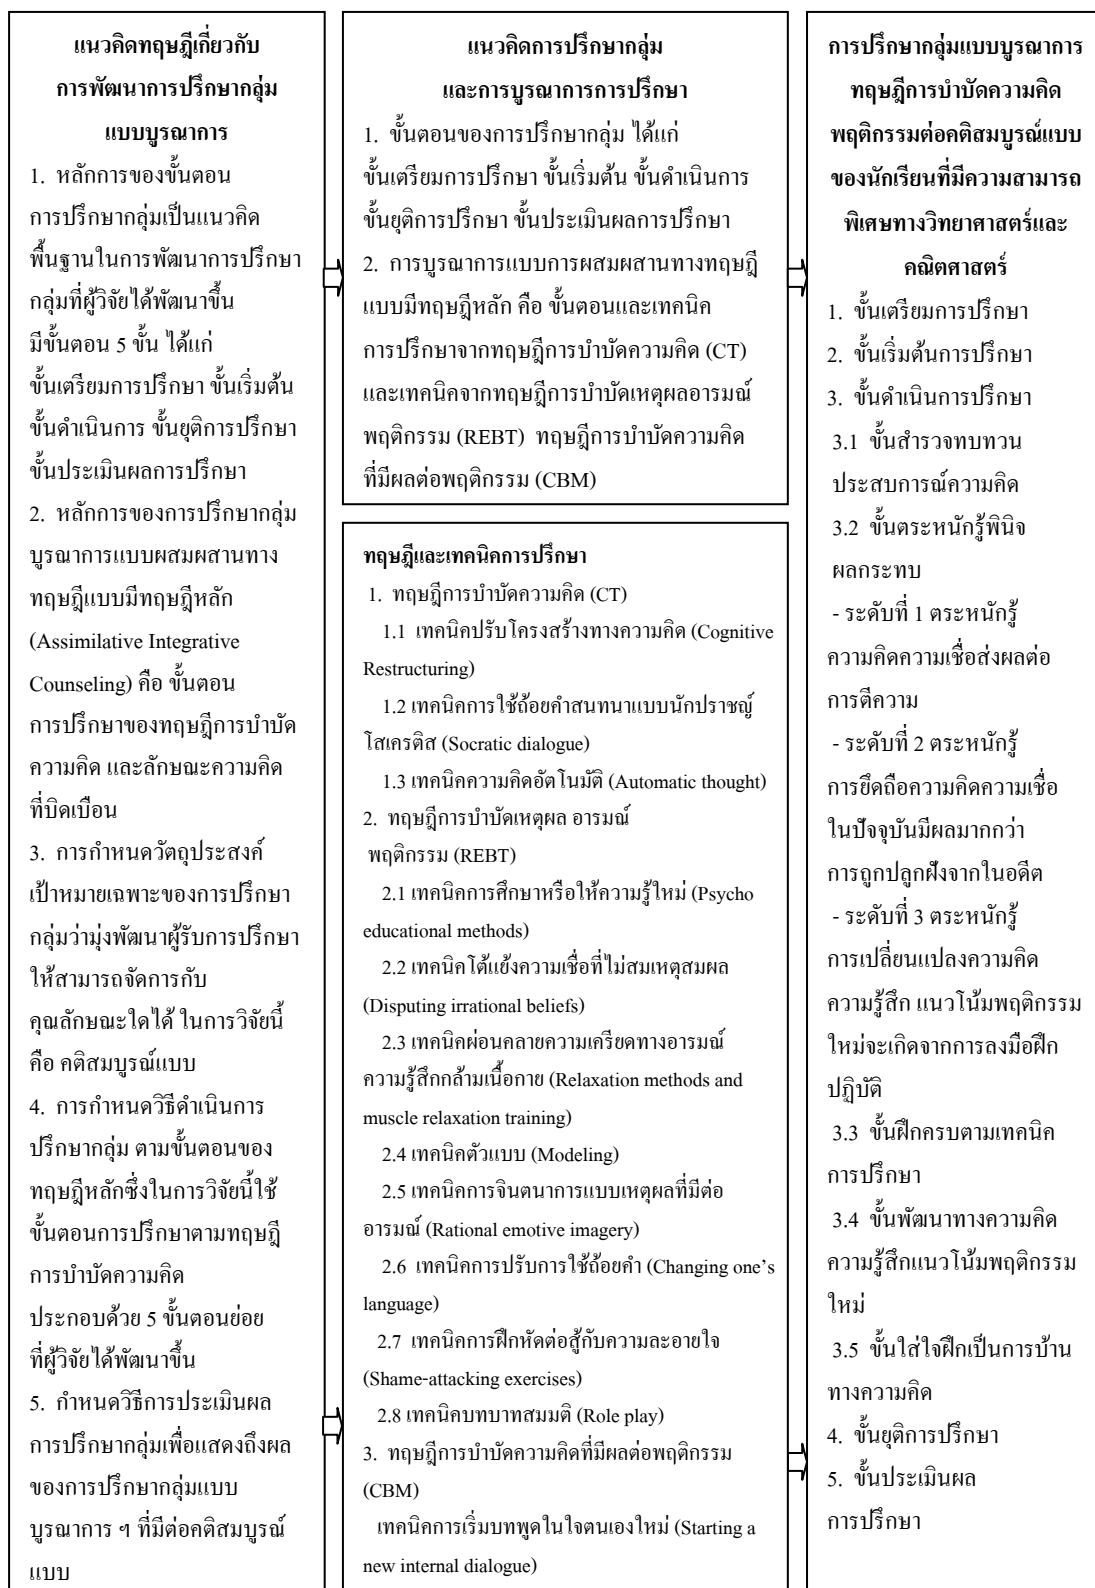 แนวคิดทฤษฎีเกี่ยวกับ
การพัฒนาการปรึกษากลุ่ม
แบบบูรณาการ
1. หลักการของขั้นตอน
การปรึกษากลุ่มเป็นแนวคิด
พื้นฐานในการพัฒนาการปรึกษา
กลุ่มที่ผู้วิจัยได้พัฒนาขึ้น
มีขั้นตอน 5 ขั้น ได้แก่
ขั้นเตรียมการปรึกษา ขั้นเริ่มต้น
ขั้นดำเนินการ ขั้นยุติการปรึกษา
ขั้นประเมินผลการปรึกษา
2. หลักการของการปรึกษากลุ่ม
บูรณาการแบบผสมผสานทาง
ทฤษฎีแบบมีทฤษฎีหลัก
(Assimilative Integrative
Counseling) คือ ขั้นตอน
การปรึกษาของทฤษฎีการบำบัด
ความคิด และลักษณะความคิด
ที่บิดเบือน
3. การกำหนดวัตถุประสงค์
เป้าหมายเฉพาะของการปรึกษา
กลุ่มว่ามุ่งพัฒนาผู้รับการปรึกษา
ให้สามารถจัดการกับ
คุณลักษณะใดได้ ในการวิจัยนี้
คือ คติสมบูรณ์แบบ
4. การกำหนดวิธีดำเนินการ
ปรึกษากลุ่ม ตามขั้นตอนของ
ทฤษฎีหลักซึ่งในการวิจัยนี้ใช้
ขั้นตอนการปรึกษาตามทฤษฎี
การบำบัดความคิด
ประกอบด้วย 5 ขั้นตอนย่อย
ที่ผู้วิจัยได้พัฒนาขึ้น
5. กำหนดวิธีการประเมินผล
การปรึกษากลุ่มเพื่อแสดงถึงผล
ของการปรึกษากลุ่มแบบ
บูรณาการ ฯ ที่มีต่อคติสมบูรณ์
แบบ
แนวคิดการปรึกษากลุ่ม
และการบูรณาการการปรึกษา
1. ขั้นตอนของการปรึกษากลุ่ม ได้แก่
ขั้นเตรียมการปรึกษา ขั้นเริ่มต้น ขั้นดำเนินการ
ขั้นยุติการปรึกษา ขั้นประเมินผลการปรึกษา
2. การบูรณาการแบบการผสมผสานทางทฤษฎี
แบบมีทฤษฎีหลัก คือ ขั้นตอนและเทคนิค
การปรึกษาจากทฤษฎีการบำบัดความคิด (CT)
และเทคนิคจากทฤษฎีการบำบัดเหตุผลอารมณ์
พฤติกรรม (REBT) ทฤษฎีการบำบัดความคิด
ที่มีผลต่อพฤติกรรม (CBM)
ทฤษฎีและเทคนิคการปรึกษา
1. ทฤษฎีการบำบัดความคิด (CT)
1.1 เทคนิคปรับโครงสร้างทางความคิด (Cognitive
Restructuring)
1.2 เทคนิคการใช้ถ้อยคำสนทนาแบบนักปราชญ์
โสเครติส (Socratic dialogue)
1.3 เทคนิคความคิดอัตโนมัติ (Automatic thought)
2. ทฤษฎีการบำบัดเหตุผล อารมณ์
พฤติกรรม (REBT)
2.1 เทคนิคการศึกษาหรือให้ความรู้ใหม่ (Psycho
educational methods)
2.2 เทคนิคโต้แย้งความเชื่อที่ไม่สมเหตุสมผล
(Disputing irrational beliefs)
2.3 เทคนิคผ่อนคลายความเครียดทางอารมณ์
ความรู้สึกกล้ามเนื้อกาย (Relaxation methods and
muscle relaxation training)
2.4 เทคนิคตัวแบบ (Modeling)
2.5 เทคนิคการจินตนาการแบบเหตุผลที่มีต่อ
อารมณ์ (Rational emotive imagery)
2.6 เทคนิคการปรับการใช้ถ้อยคำ (Changing one’s
language)
2.7 เทคนิคการฝึกหัดต่อสู้กับความละอายใจ
(Shame-attacking exercises)
2.8 เทคนิคบทบาทสมมติ (Role play)
3. ทฤษฎีการบำบัดความคิดที่มีผลต่อพฤติกรรม
(CBM)
เทคนิคการเริ่มบทพูดในใจตนเองใหม่ (Starting a
new internal dialogue)
การปรึกษากลุ่มแบบบูรณาการ
ทฤษฎีการบำบัดความคิด
พฤติกรรมต่อคติสมบูรณ์แบบ
ของนักเรียนที่มีความสามารถ
พิเศษทางวิทยาศาสตร์และ
คณิตศาสตร์
1. ขั้นเตรียมการปรึกษา
2. ขั้นเริ่มต้นการปรึกษา
3. ขั้นดำเนินการปรึกษา
3.1 ขั้นสำรวจทบทวน
ประสบการณ์ความคิด
3.2 ขั้นตระหนักรู้พินิจ
ผลกระทบ
- ระดับที่ 1 ตระหนักรู้
ความคิดความเชื่อส่งผลต่อ
การตีความ
- ระดับที่ 2 ตระหนักรู้
การยึดถือความคิดความเชื่อ
ในปัจจุบันมีผลมากกว่า
การถูกปลูกฝังจากในอดีต
- ระดับที่ 3 ตระหนักรู้
การเปลี่ยนแปลงความคิด
ความรู้สึก แนวโน้มพฤติกรรม
ใหม่จะเกิดจากการลงมือฝึก
ปฏิบัติ
3.3 ขั้นฝึกครบตามเทคนิค
การปรึกษา
3.4 ขั้นพัฒนาทางความคิด
ความรู้สึกแนวโน้มพฤติกรรม
ใหม่
3.5 ขั้นใส่ใจฝึกเป็นการบ้าน
ทางความคิด
4. ขั้นยุติการปรึกษา
5. ขั้นประเมินผล
การปรึกษา